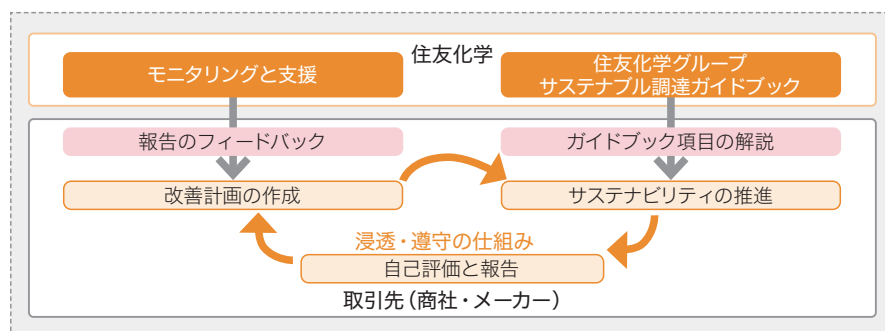 住友化学
モニタリングと支援
住友化学グループ
サステナブル調達ガイドブック
報告のフィードバック
ガイドブック項目の解説
改善計画の作成
サステナビリティの推進
浸透・遵守の仕組み
自己評価と報告
取引先（商社・メーカー）